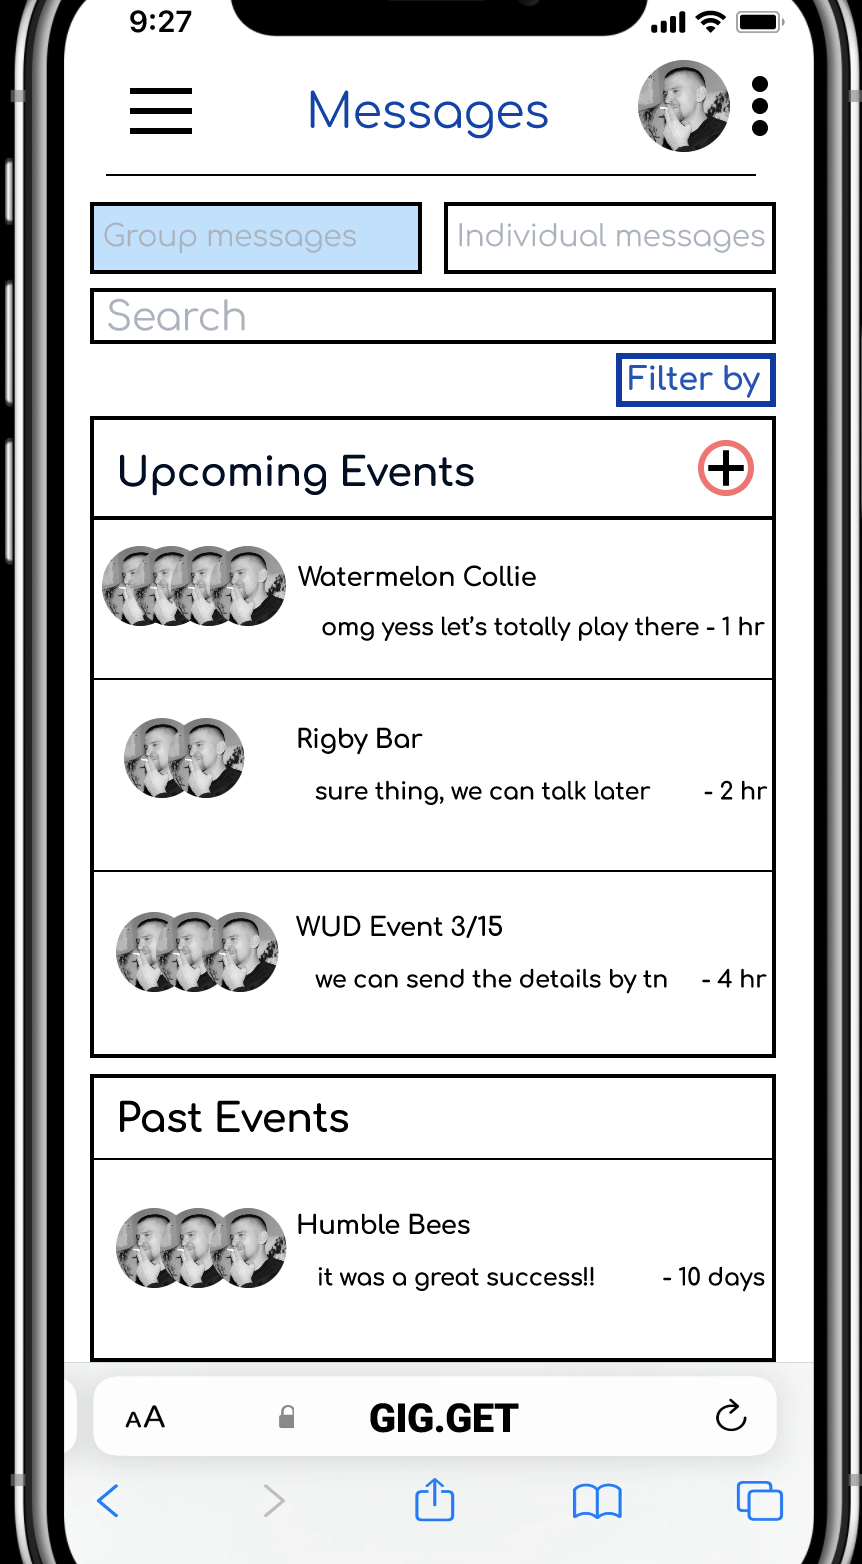 9:27
Messages
Group messages
Individual messages
Search
Filter by
Upcoming Events
Watermelon Collie
omg yess let’s totally play there - 1 hr
Rigby Bar
sure thing, we can talk later - 2 hr
WUD Event 3/15
we can send the details by tn - 4 hr
Past Events
Humble Bees
it was a great success!! - 10 days
AA GIG.GET